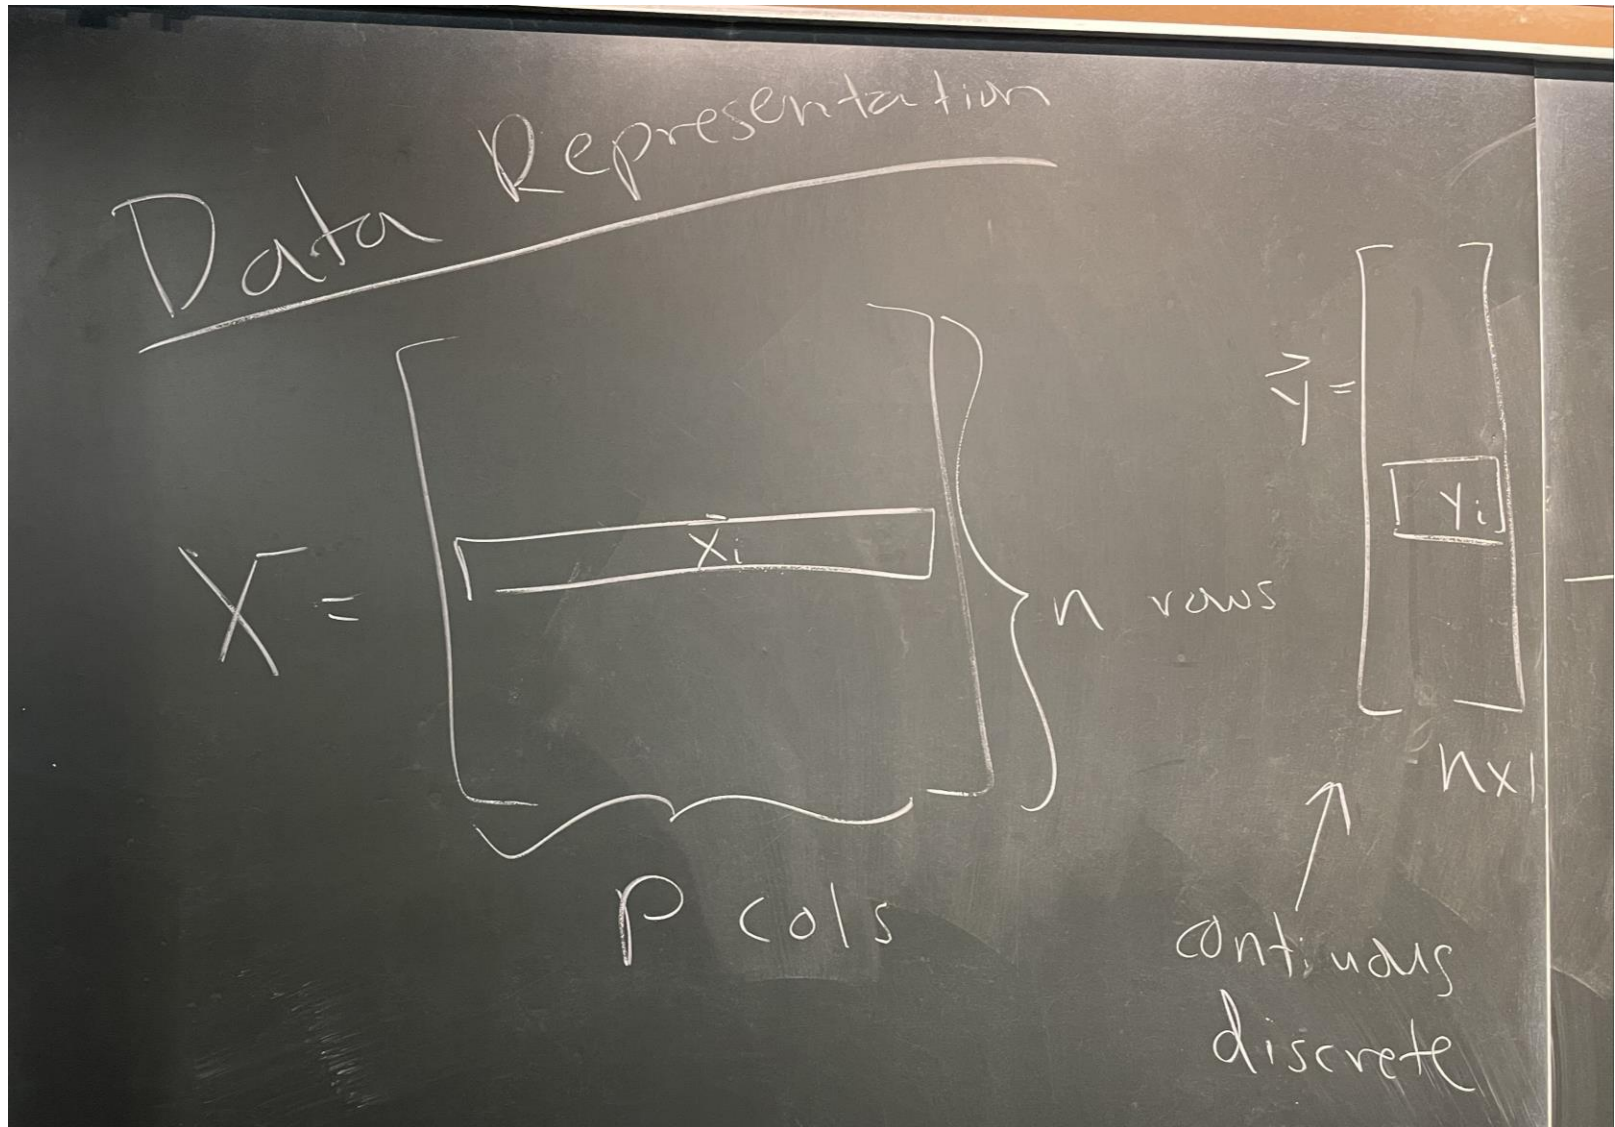 Data Representation
X =
x⃗i
n rows
p cols
y⃗ =
yi
nx1
continuous
discrete